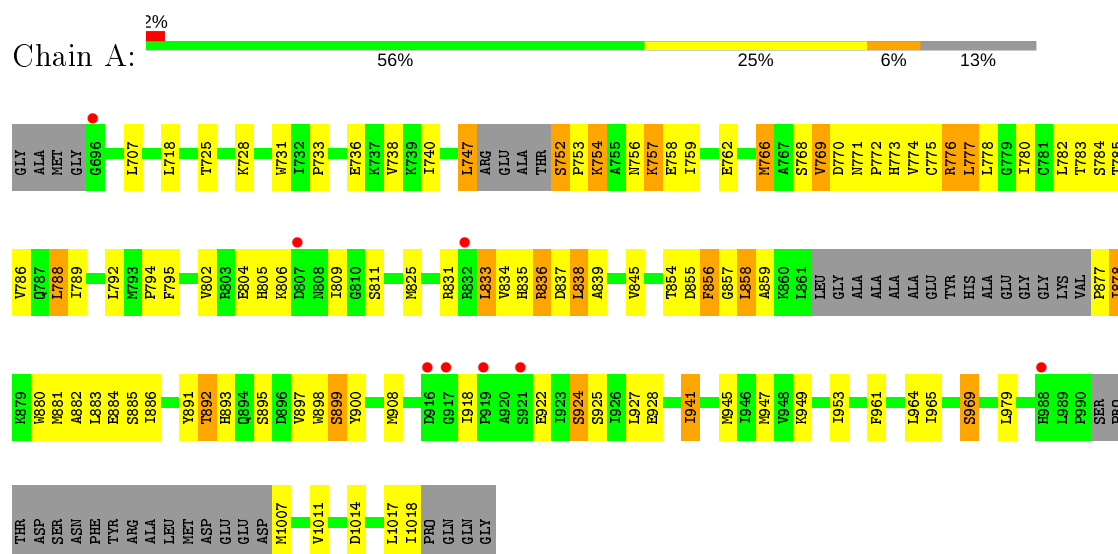 2%
Chain A:
56% 25% 6% 13%
GLY ALA MET GLY G696 L707 L718 T725 K728 W731 I732 P733 E736 K737 V738 K739 I740 L747 ARG GLU ALA THR S752 P753 K754 A755 N756 K757 E758 I759 E762 M766 A767 S768 V769 D770 N771 P772 H773 V774 C775 R776 L777 L778 G779 I780 C781 L782 T783 S784 T785
V786 Q787 L788 I789 L792 M793 P794 F795 V802 R803 E804 H805 K806 D807 N808 I809 G810 S811 M825 R831 R832 L833 V834 H835 R836 D837 L838 A839 V845 T854 D855 F856 G857 L858 A859 K860 L861 LEU GLY ALA ALA ALA ALA GLU TYR HIS ALA GLU GLY GLY LYS VAL P877 I878
K879 W880 M881 A882 L883 E884 S885 I886 Y891 T892 H893 Q894 S895 D896 V897 W898 S899 Y900 M908 D916 G917 I918 P919 A920 S921 E922 I923 S924 S925 I926 L927 E928 I941 M945 I946 M947 V948 K949 I953 F961 L964 I965 S969 L979 H988 L989 P990 SER PRO
THR ASP SER ASN PHE TYR ARG ALA LEU MET ASP GLU GLU ASP M1007 V1011 D1014 L1017 I1018 PRO GLN GLN GLY